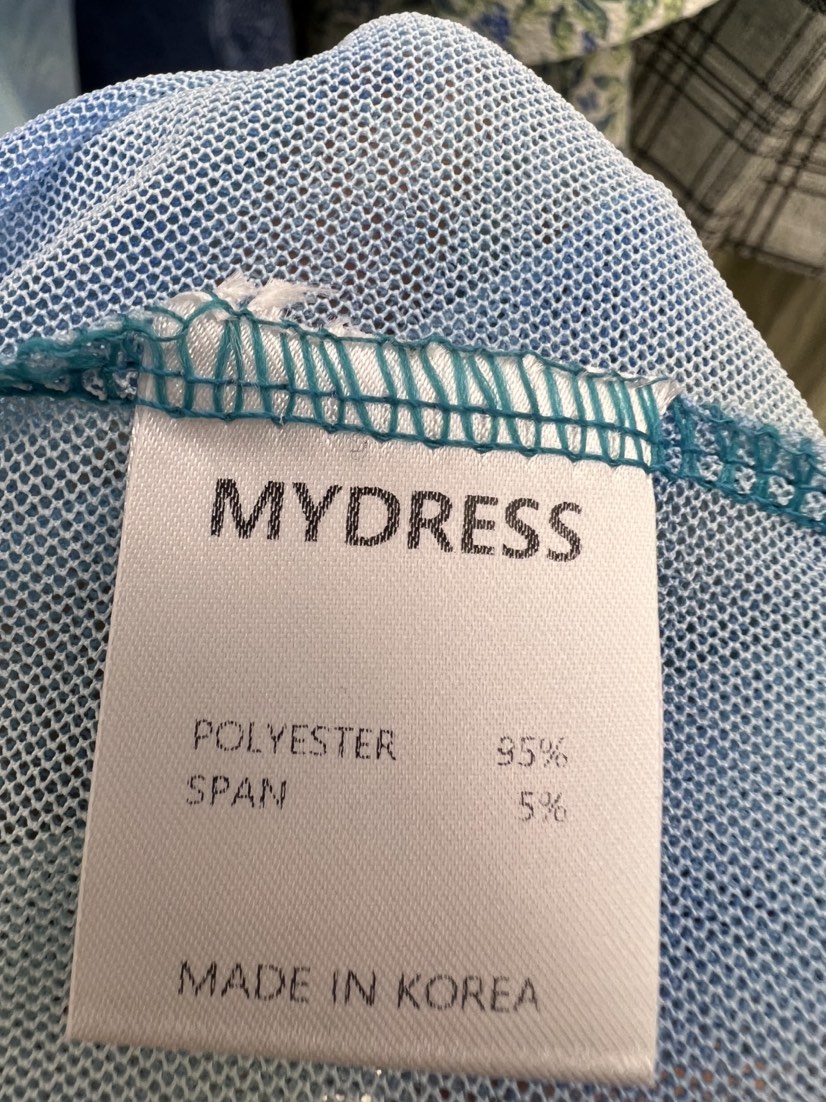 MYDRESS
POLYESTER 95%
SPAN 5%
MADE IN KOREA